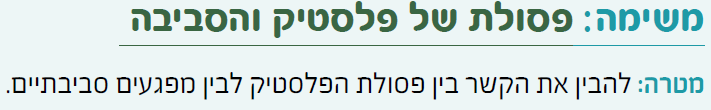 משימה: פסולת של פלסטיק והסביבה
מטרה: להבין את הקשר בין פסולת הפלסטיק לבין מפגעים סביבתיים.